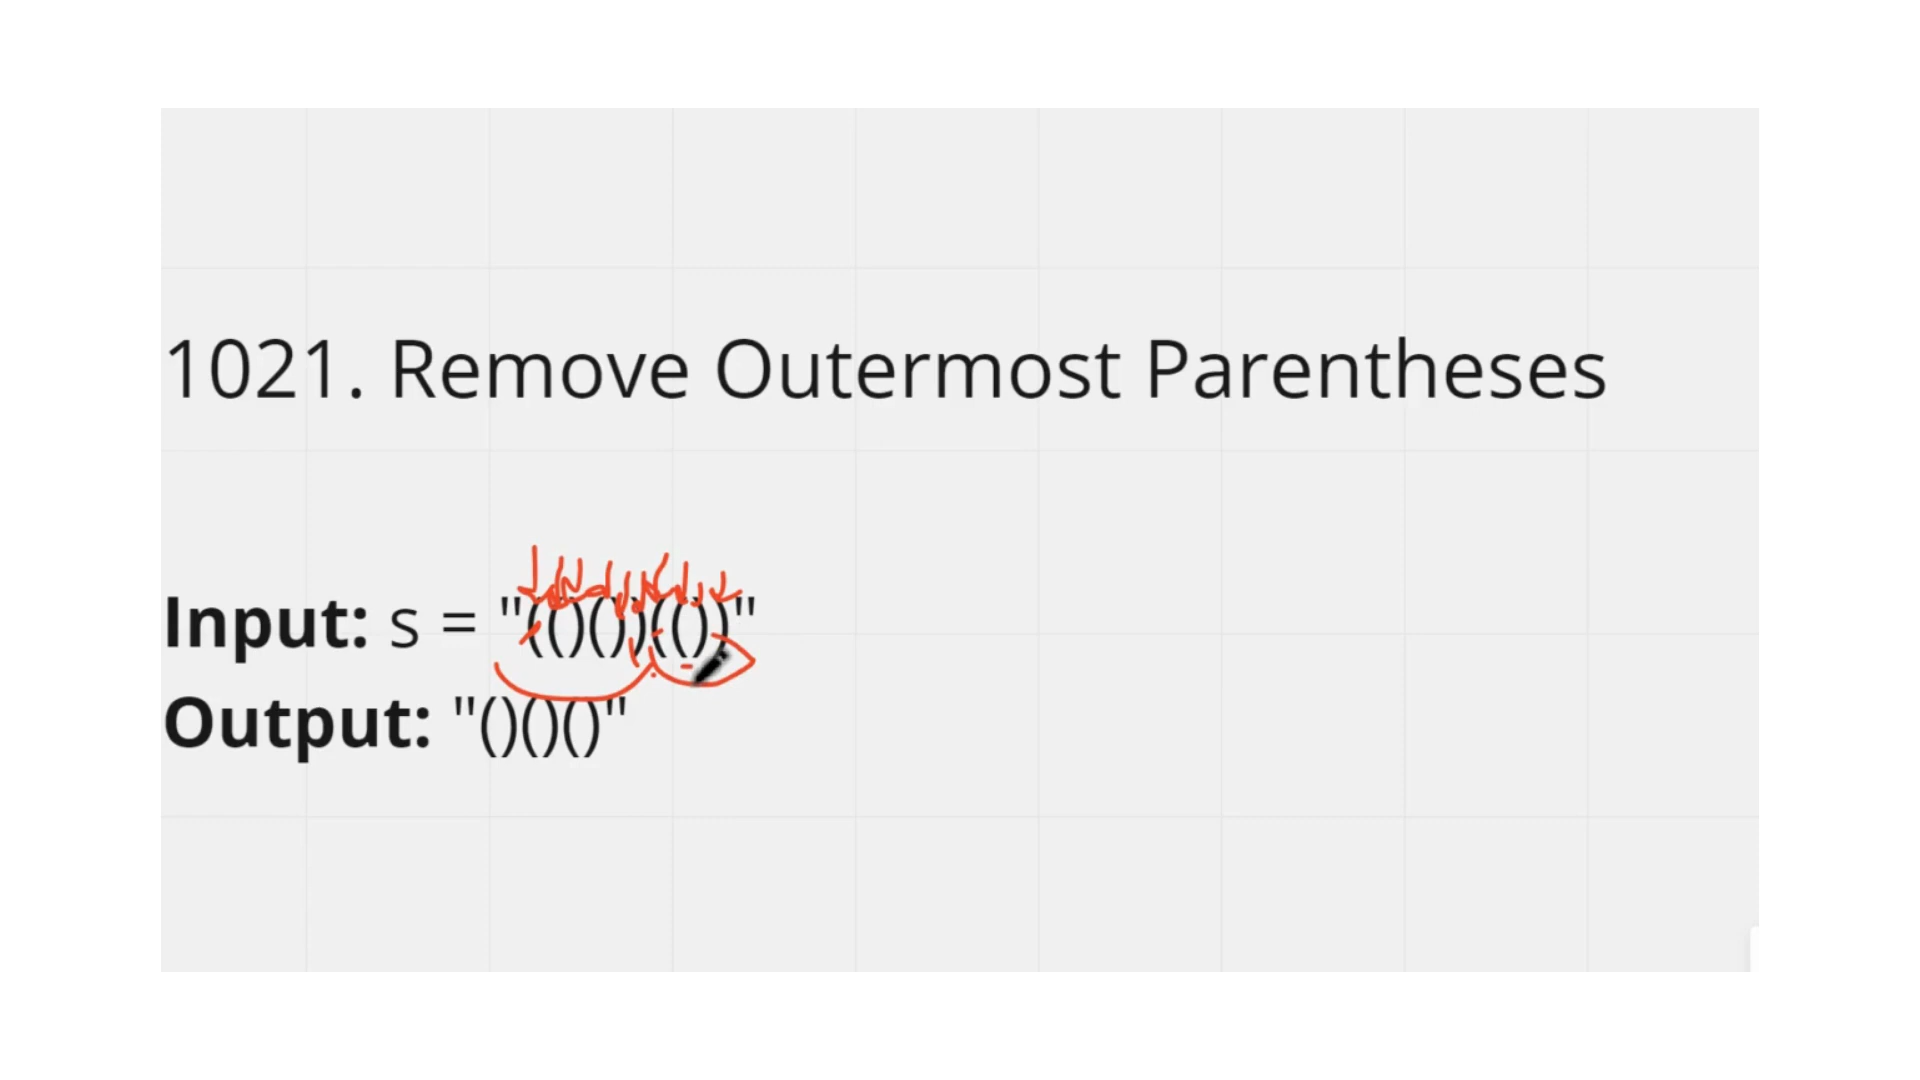 1021. Remove Outermost Parentheses
Input: s = "(()())(())"
Output: "()()()"